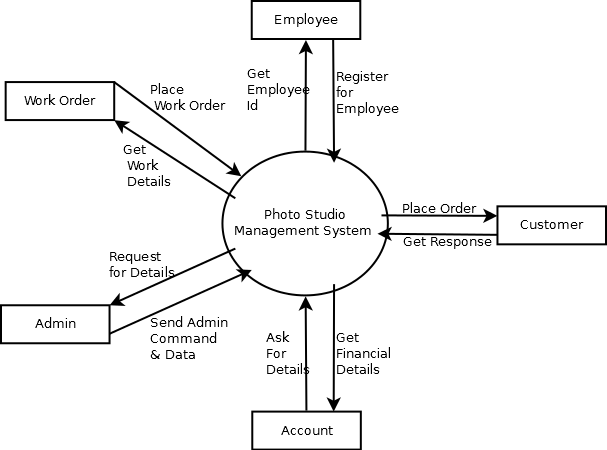 Employee
Get
Employee
Id
Register
for
Employee
Work Order
Place
Work Order
Get
Work
Details
Photo Studio
Management System
Place Order
Get Response
Customer
Request
for Details
Admin
Send Admin
Command
& Data
Ask
For
Details
Get
Financial
Details
Account